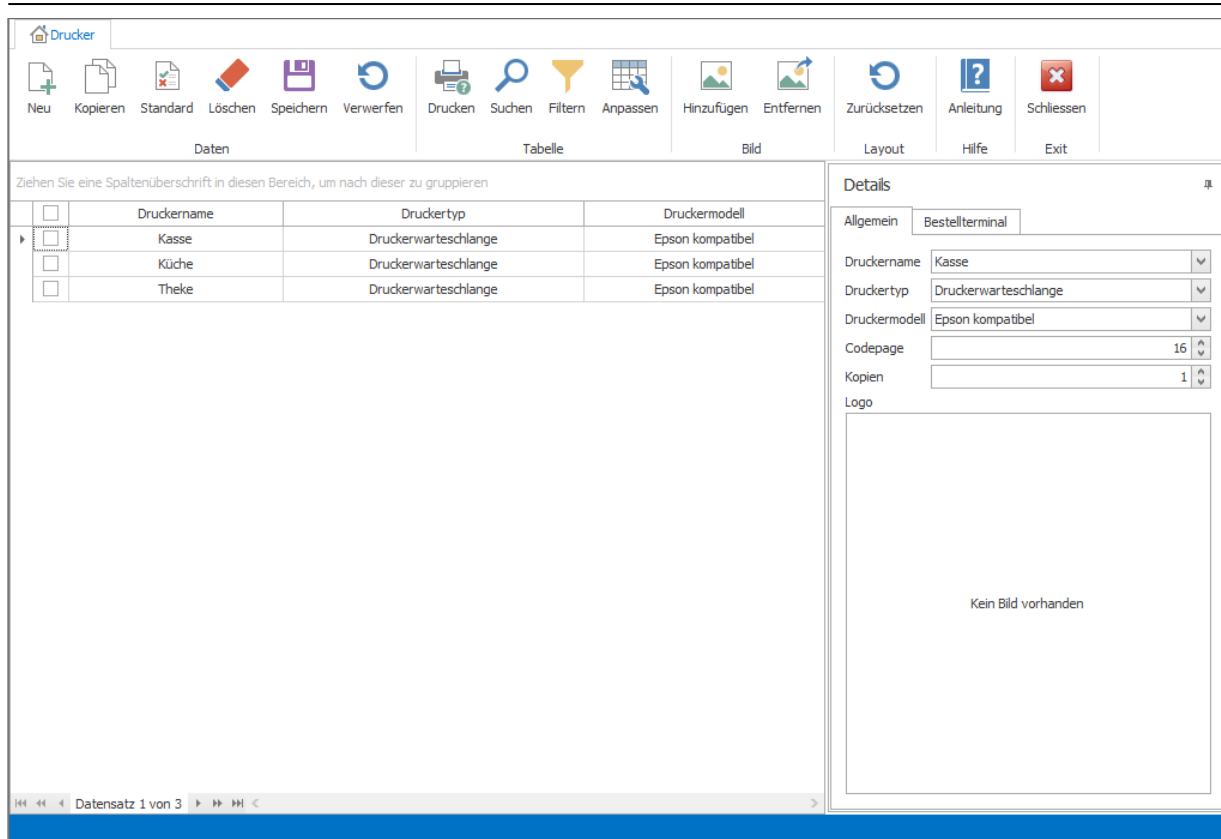 Drucker
Neu Kopieren Standard Löschen Speichern Verwerfen Drucken Suchen Filtern Anpassen Hinzufügen Entfernen Zurücksetzen Anleitung Schliessen
Daten Tabelle Bild Layout Hilfe Exit
Ziehen Sie eine Spaltenüberschrift in diesen Bereich, um nach dieser zu gruppieren
Druckername Druckertyp Druckermodell
Kasse Druckerwarteschlange Epson kompatibel
Küche Druckerwarteschlange Epson kompatibel
Theke Druckerwarteschlange Epson kompatibel
Datensatz 1 von 3
Details
Allgemein Bestellterminal
Druckername Kasse
Druckertyp Druckerwarteschlange
Druckermodell Epson kompatibel
Codepage 16
Kopien 1
Logo
Kein Bild vorhanden